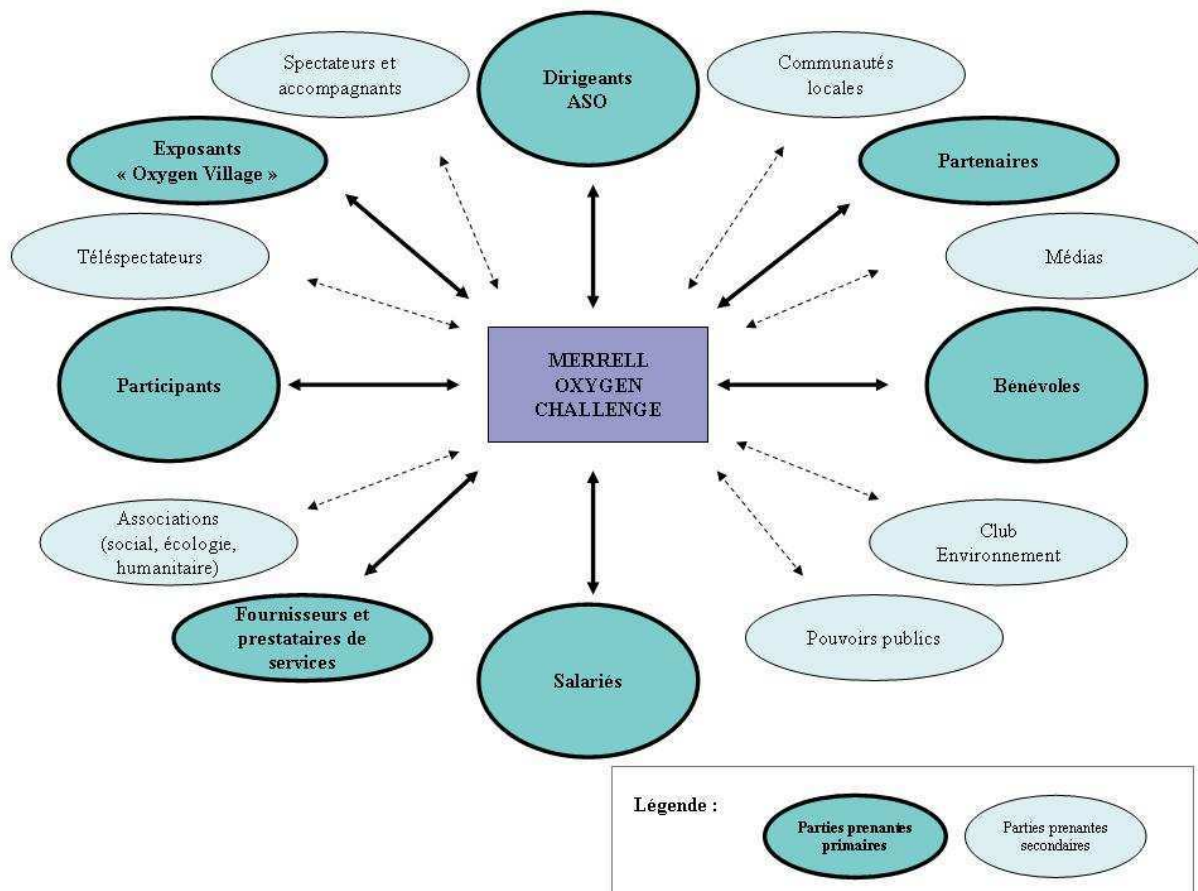 Spectateurs et
accompagnants
Dirigeants
ASO
Communautés
locales
Exposants
« Oxygen Village »
Partenaires
Téléspectateurs
Médias
Participants
MERRELL
OXYGEN
CHALLENGE
Bénévoles
Associations
(social, écologie,
humanitaire)
Club
Environnement
Fournisseurs et
prestataires de
services
Salariés
Pouvoirs publics
Légende :
Parties prenantes
primaires
Parties prenantes
secondaires